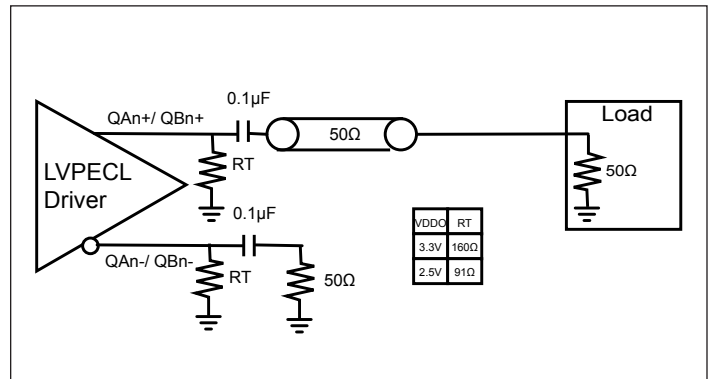 QAn+/ QBn+
0.1µF
50Ω
Load
50Ω
RT
LVPECL
Driver
0.1µF
QAn-/ QBn-
RT
50Ω
VDDO RT
3.3V 160Ω
2.5V 91Ω